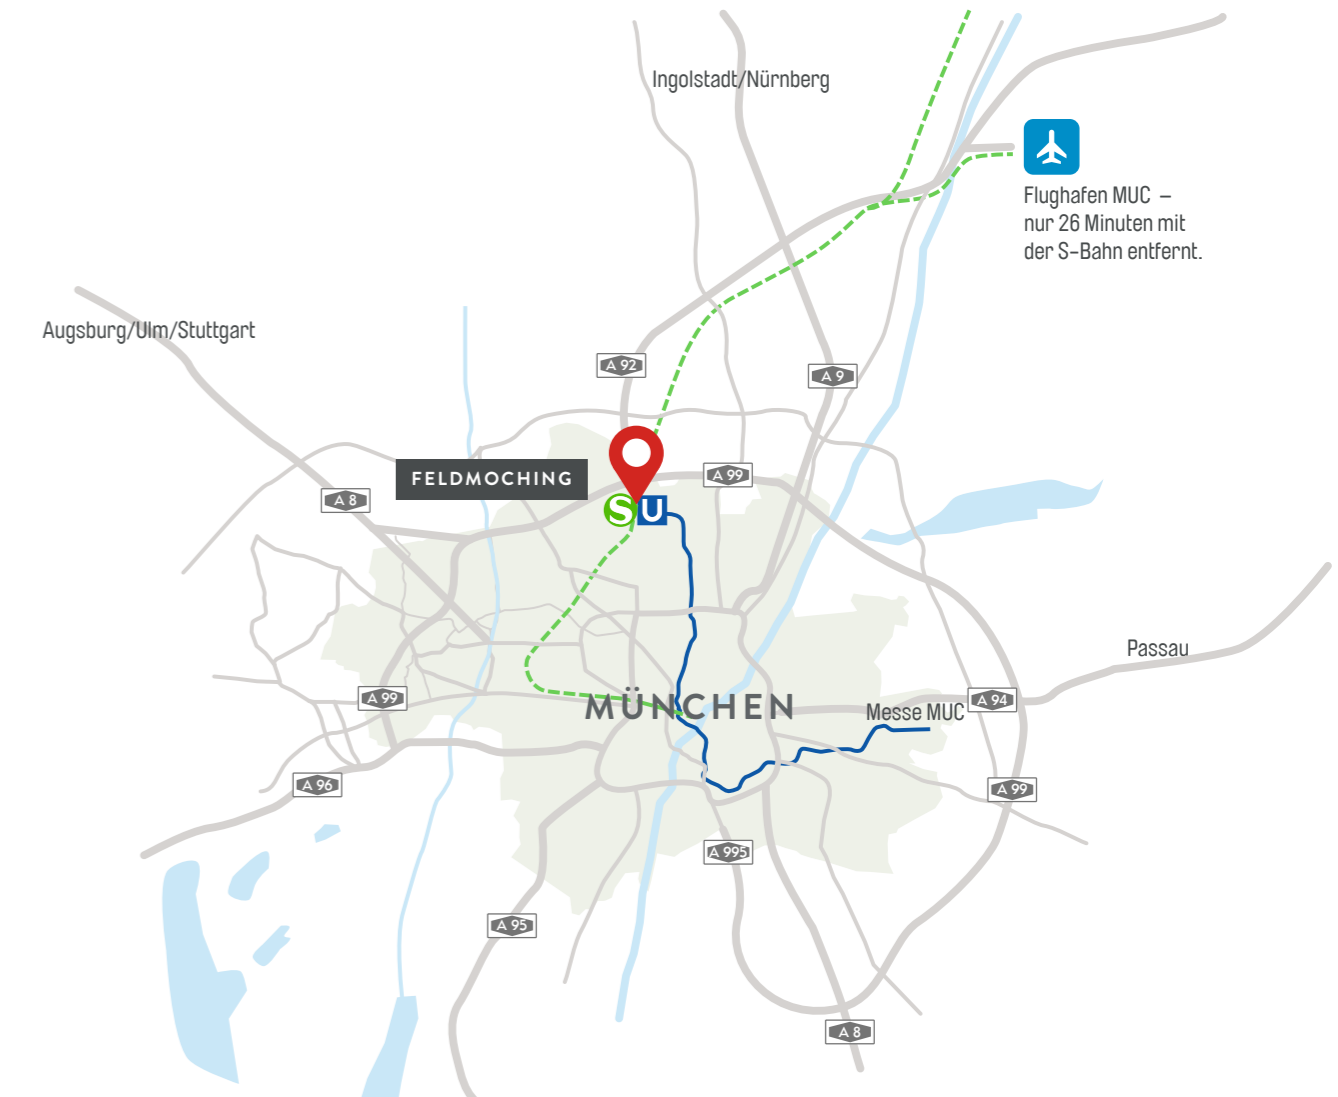 Ingolstadt/Nürnberg
Flughafen MUC –
nur 26 Minuten mit
der S-Bahn entfernt.
Augsburg/Ulm/Stuttgart
A 92
A 9
FELDMOCHING
A 99
A 8
S U
Passau
A 99
MÜNCHEN
Messe MUC
A 94
A 96
A 99
A 995
A 95
A 8